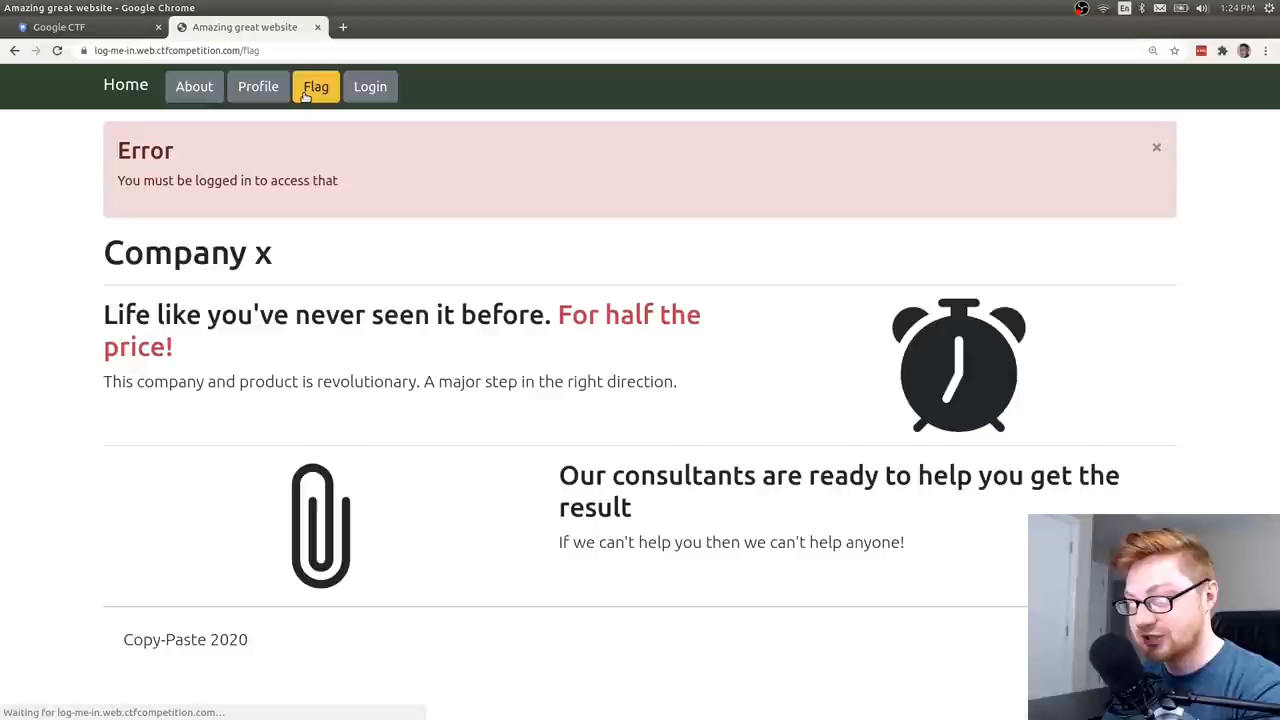 Amazing great website - Google Chrome
En
1:24 PM
Google CTF
×
Amazing great website
×
+
log-me-in.web.ctfcompetition.com/flag
Home
About
Profile
Flag
Login
Error
×
You must be logged in to access that
Company x
Life like you've never seen it before. For half the
price!
This company and product is revolutionary. A major step in the right direction.
Our consultants are ready to help you get the
result
If we can't help you then we can't help anyone!
Copy-Paste 2020
Waiting for log-me-in.web.ctfcompetition.com…